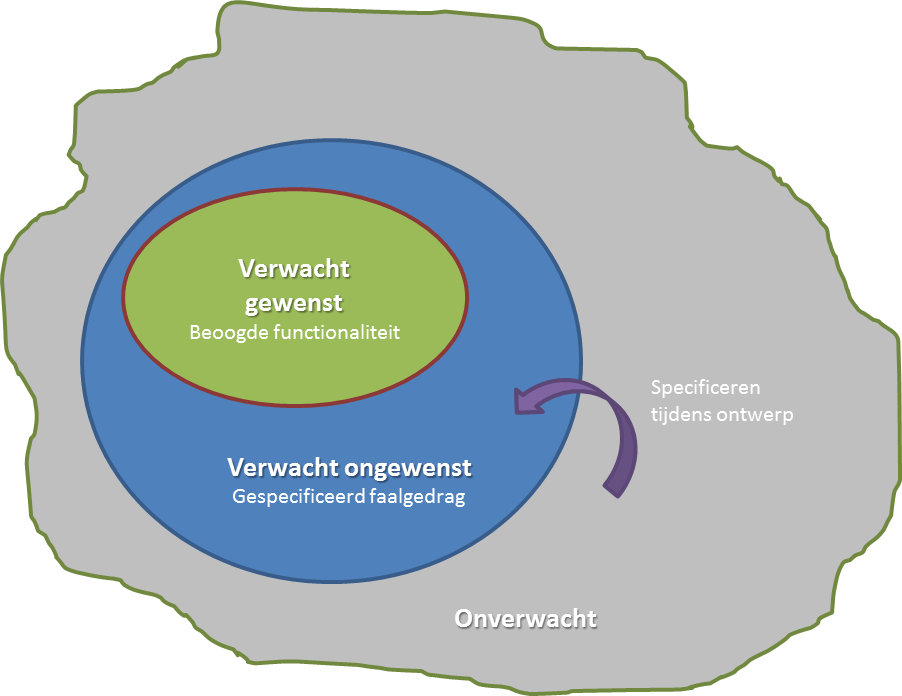 Verwacht
gewenst
Beoogde functionaliteit
Specificeren
tijdens ontwerp
Verwacht ongewenst
Gespecificeerd faalgedrag
Onverwacht